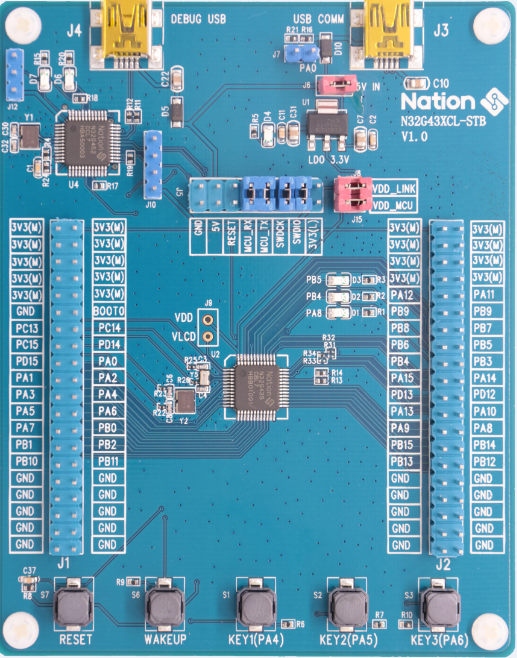 J4
DEBUG USB
USB COMM
J3
R21 R16
D10
J7
PA0
R15 R20
D7 D6
J12
R18
C22
J6
5V IN
C10
D5
U1
Nation
N32G43XCL-STB
V1.0
R5
D4
C11
C31
C7
C2
LDO 3.3V
Y1
C30
C32
R11
R19
C1
U4
R17
J10
J5
J8
VDD_LINK
VDD_MCU
J15
GND
5V
RESET
MCU_RX
MCU_TX
SWDCK
SWDIO
3V3(L)
3V3(M) 3V3(M)
3V3(M) 3V3(M)
3V3(M) 3V3(M)
3V3(M) 3V3(M)
3V3(M) 3V3(M)
GND BOOT0
PC13 PC14
PC15 PD14
PD15 PA0
PA1 PA2
PA3 PA4
PA5 PA6
PA7 PB0
PB1 PB2
PB10 PB11
GND GND
GND GND
GND GND
GND GND
GND GND
J1
PB5 D3 R3
PB4 D2 R2
PA8 D1 R1
J9
VDD
VLCD
U2
R32
R31
R34
R33
R14
R13
R25
C3
R26
C6
R23
R22
C4
Y2
3V3(M) 3V3(M)
3V3(M) 3V3(M)
3V3(M) 3V3(M)
3V3(M) 3V3(M)
PA12 PA11
PB9 PB9
PB8 PB7
PB6 PB5
PB4 PB3
PA15 PA14
PD13 PD12
PA13 PA10
PA9 PA8
PB15 PB14
PB13 PB12
GND GND
GND GND
GND GND
GND GND
GND GND
J2
C37
R8
S7
RESET
R9
S6
WAKEUP
S1
KEY1(PA4)
R6
S2
KEY2(PA5)
R7
R10
S3
KEY3(PA6)